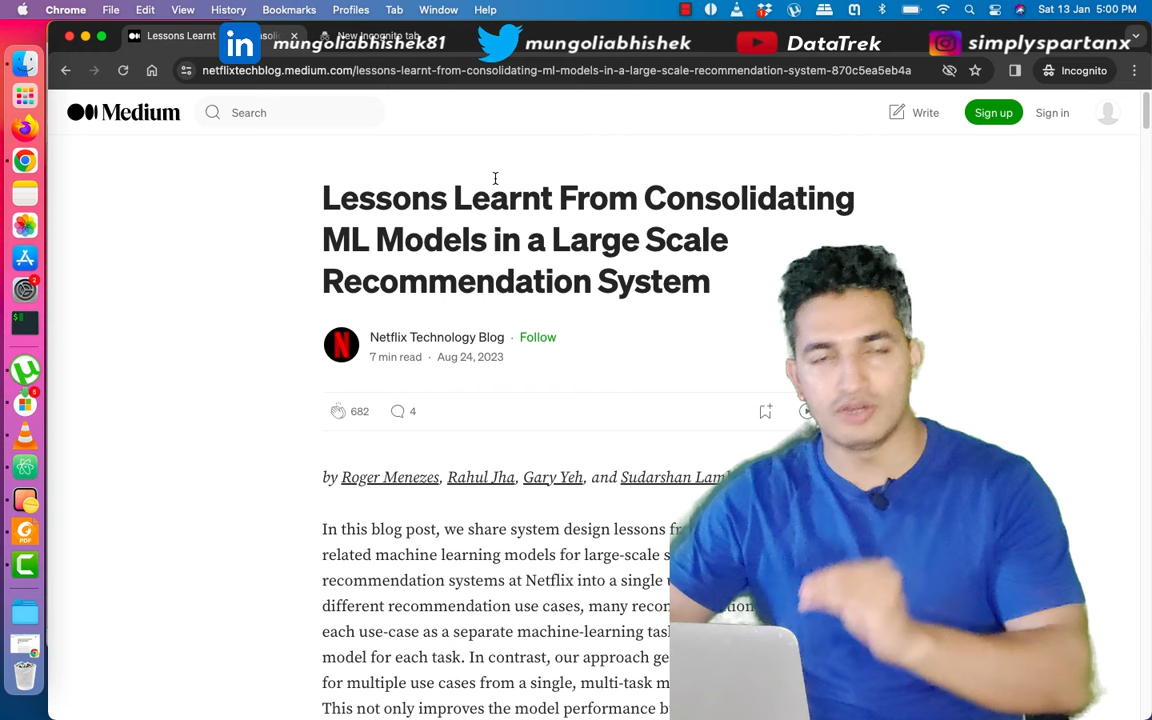 Chrome File Edit View History Bookmarks Profiles Tab Window Help Sat 13 Jan 5:00 PM
Lessons Learnt New Incognito tab
in mungoliabhishek81 mungoliabhishek DataTrek simplyspartanx
netflixtechblog.medium.com/lessons-learnt-from-consolidating-ml-models-in-a-large-scale-recommendation-system-870c5ea5eb4a Incognito
Medium Search Write Sign up Sign in
Lessons Learnt From Consolidating
ML Models in a Large Scale
Recommendation System
N
Netflix Technology Blog · Follow
7 min read · Aug 24, 2023
682 4
by Roger Menezes, Rahul Jha, Gary Yeh, and Sudarshan
In this blog post, we share system design lessons
related machine learning models for large-scale
recommendation systems at Netflix into a single
different recommendation use cases, many
each use-case as a separate machine-learning
model for each task. In contrast, our approach
for multiple use cases from a single, multi-task
This not only improves the model performance